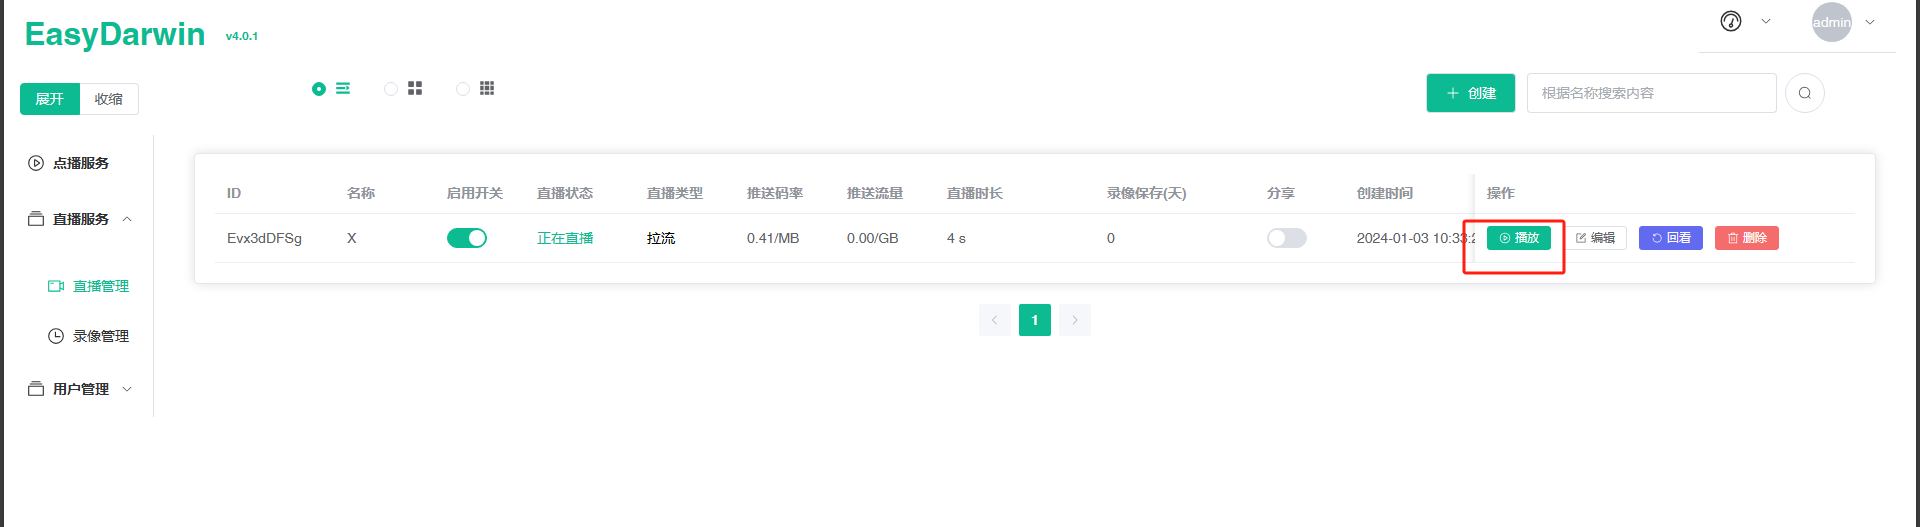 EasyDarwin v4.0.1
admin
展开 收缩
创建 根据名称搜索内容
点播服务
直播服务
直播管理
录像管理
用户管理
ID 名称 启用开关 直播状态 直播类型 推送码率 推送流量 直播时长 录像保存(天) 分享 创建时间 操作
Evx3dDFSg X 正在直播 拉流 0.41/MB 0.00/GB 4 s 0 2024-01-03 10:33:2 播放 编辑 回看 删除
1